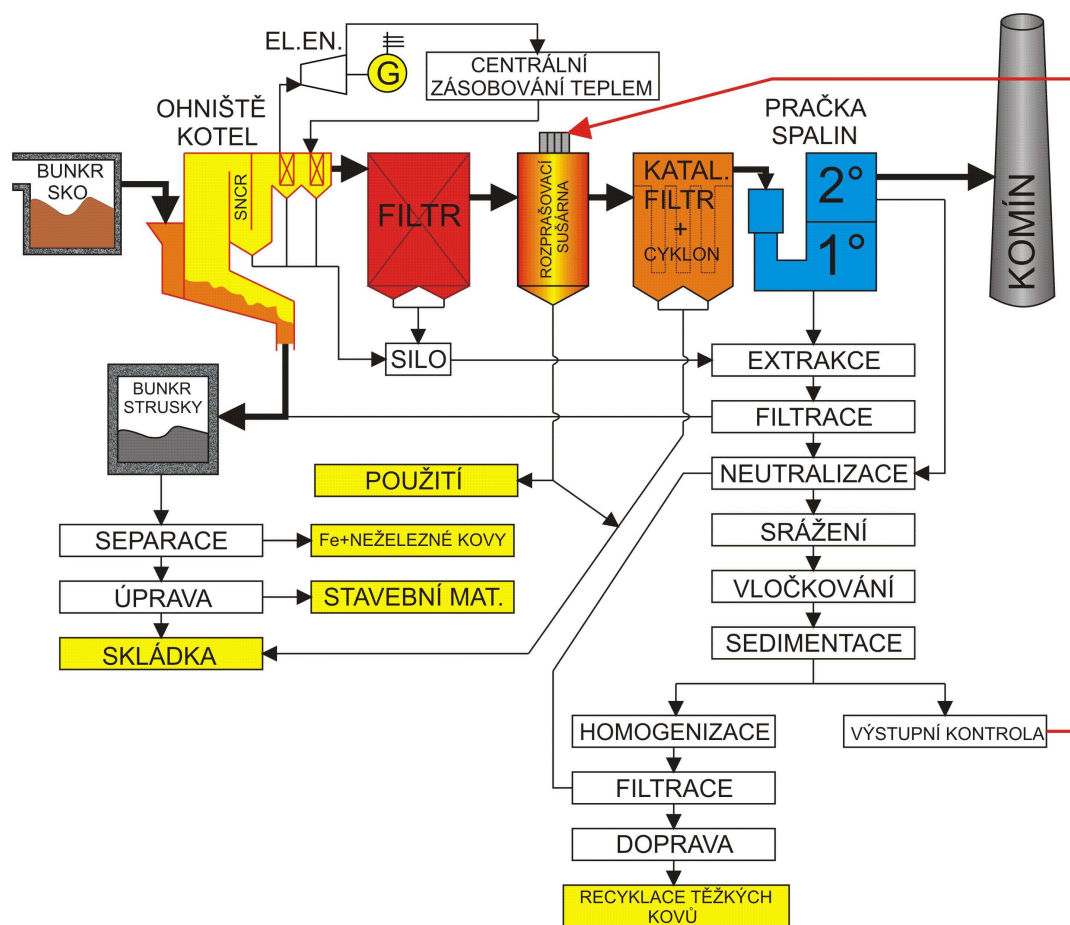 EL.EN.
G
CENTRÁLNÍ
ZÁSOBOVÁNÍ TEPLEM
OHNIŠTĚ
KOTEL
PRAČKA
SPALIN
BUNKR
SKO
SNCR
FILTR
ROZPRAŠOVACÍ
SUŠÁRNA
KATAL.
FILTR
+
CYKLON
2°
1°
KOMÍN
SILO
EXTRAKCE
BUNKR
STRUSKY
FILTRACE
POUŽITÍ
NEUTRALIZACE
SEPARACE
Fe+NEŽELEZNÉ KOVY
SRÁŽENÍ
ÚPRAVA
STAVEBNÍ MAT.
VLOČKOVÁNÍ
SKLÁDKA
SEDIMENTACE
HOMOGENIZACE
VÝSTUPNÍ KONTROLA
FILTRACE
DOPRAVA
RECYKLACE TĚŽKÝCH
KOVŮ